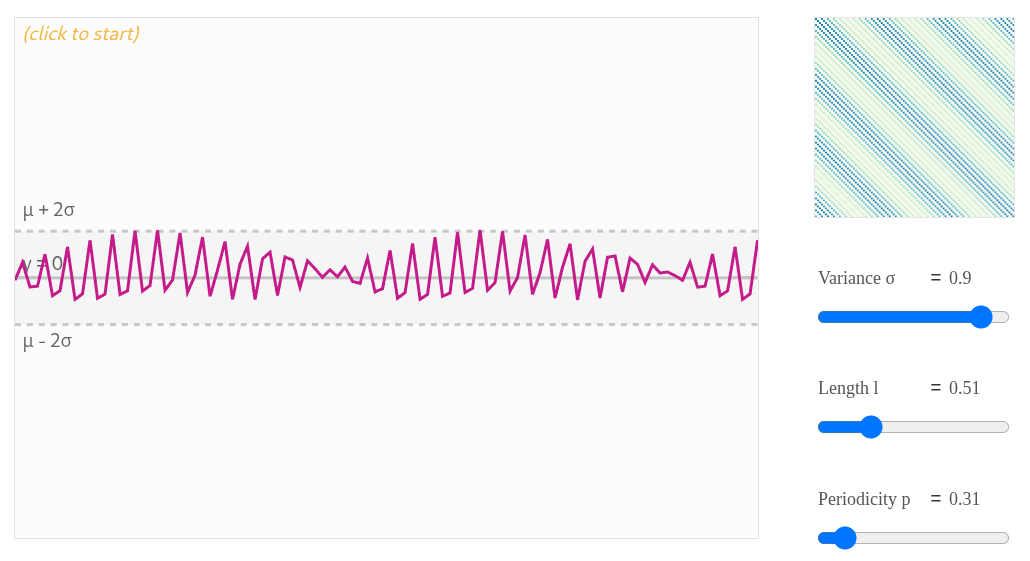 (click to start)
μ + 2σ
y = 0
μ - 2σ
Variance σ = 0.9
Length l = 0.51
Periodicity p = 0.31